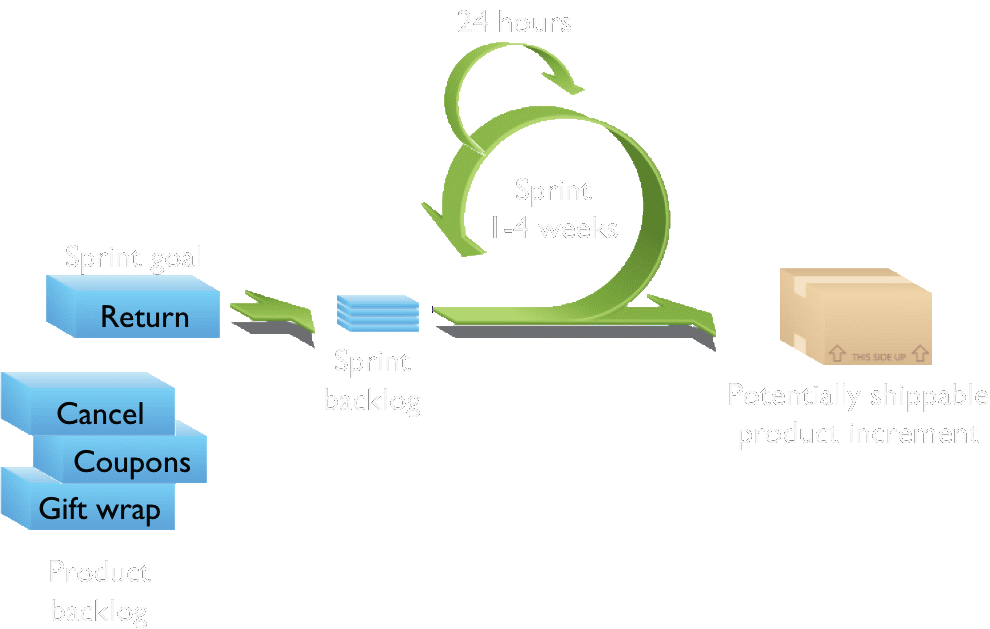 24 hours
Sprint
1-4 weeks
Sprint goal
Return
Sprint
backlog
THIS SIDE UP
Potentially shippable
product increment
Cancel
Coupons
Gift wrap
Product
backlog